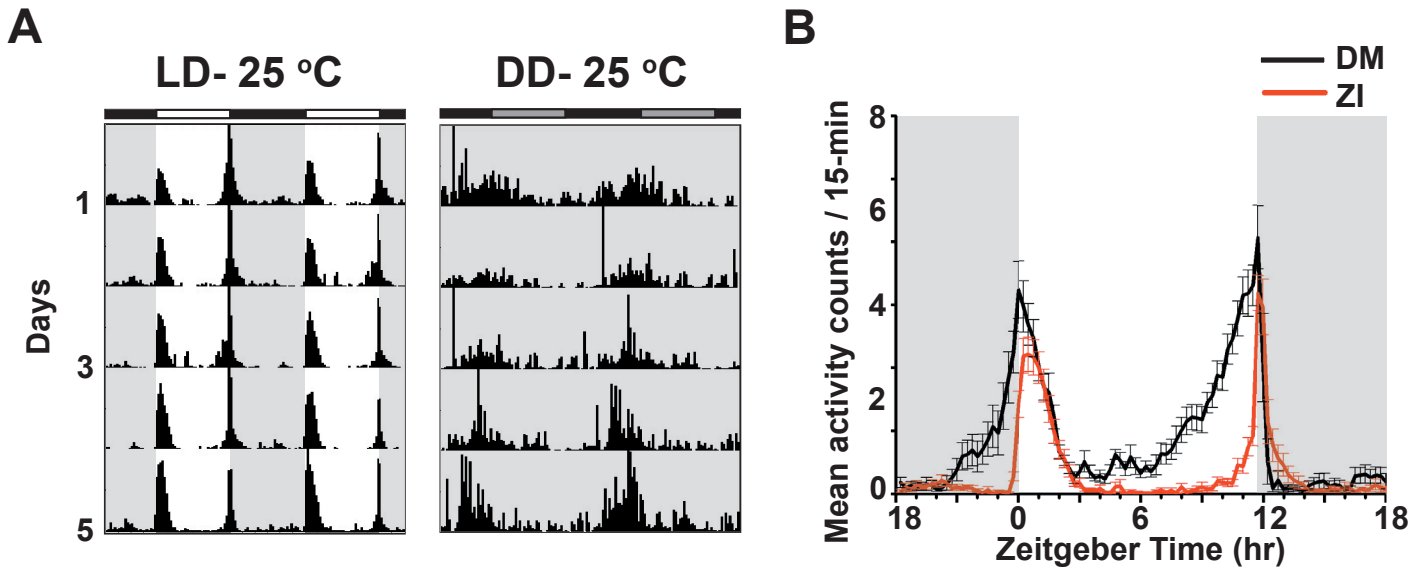 A
LD- 25 °C
DD- 25 °C
Days
1
3
5
B
DM
ZI
Mean activity counts / 15-min
8
6
4
2
0
18 0 6 12 18
Zeitgeber Time (hr)